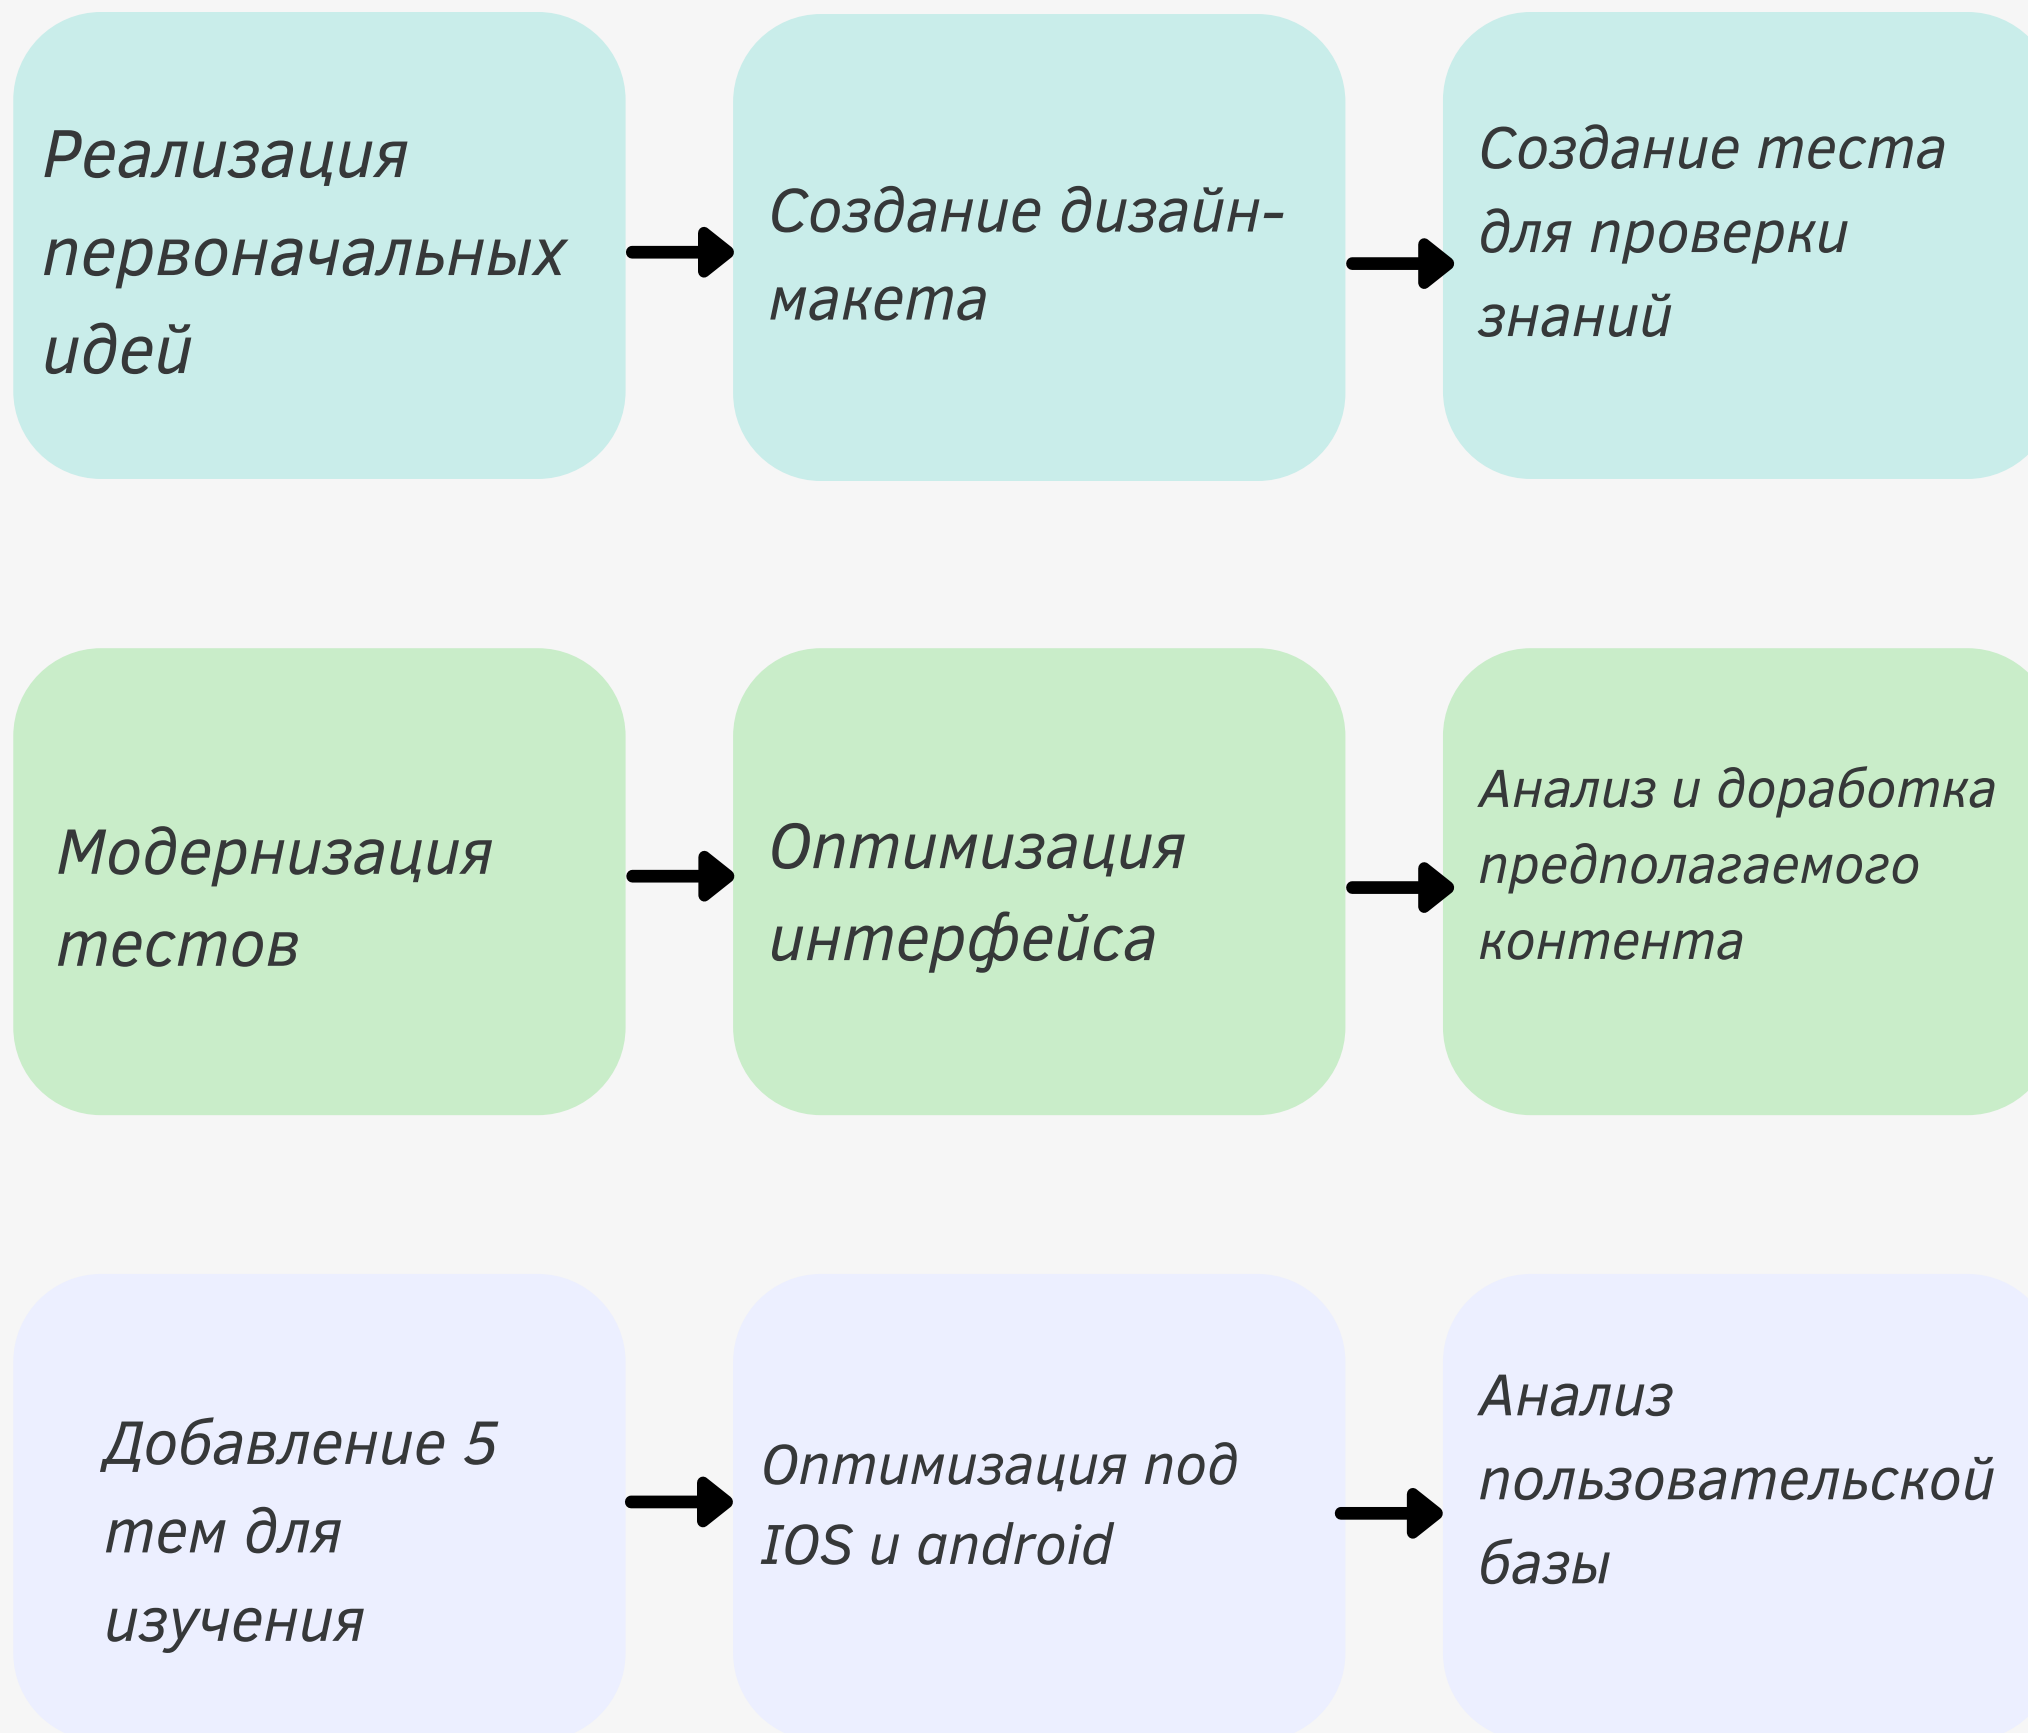 Реализация
первоначальных
идей
Создание дизайн-
макета
Создание теста
для проверки
знаний
Модернизация
тестов
Оптимизация
интерфейса
Анализ и доработка
предполагаемого
контента
Добавление 5
тем для
изучения
Оптимизация под
IOS и android
Анализ
пользовательской
базы